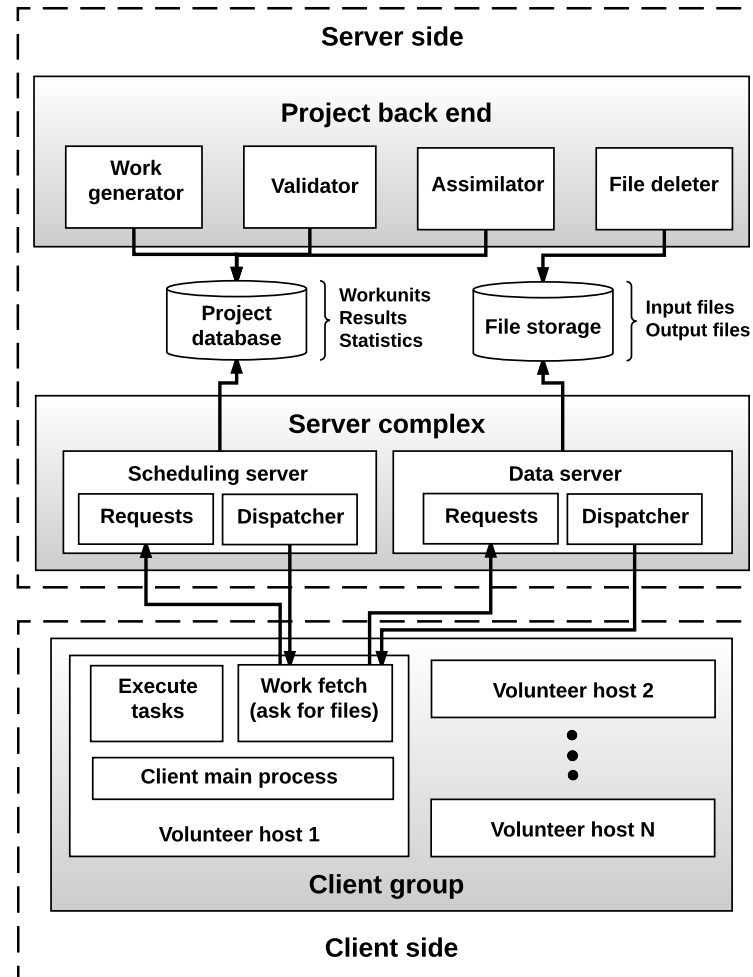 Server side
Project back end
Work
generator
Validator
Assimilator
File deleter
Project
database
Workunits
Results
Statistics
File storage
Input files
Output files
Server complex
Scheduling server
Requests
Dispatcher
Data server
Requests
Dispatcher
Execute
tasks
Work fetch
(ask for files)
Client main process
Volunteer host 1
Volunteer host 2
Volunteer host N
Client group
Client side